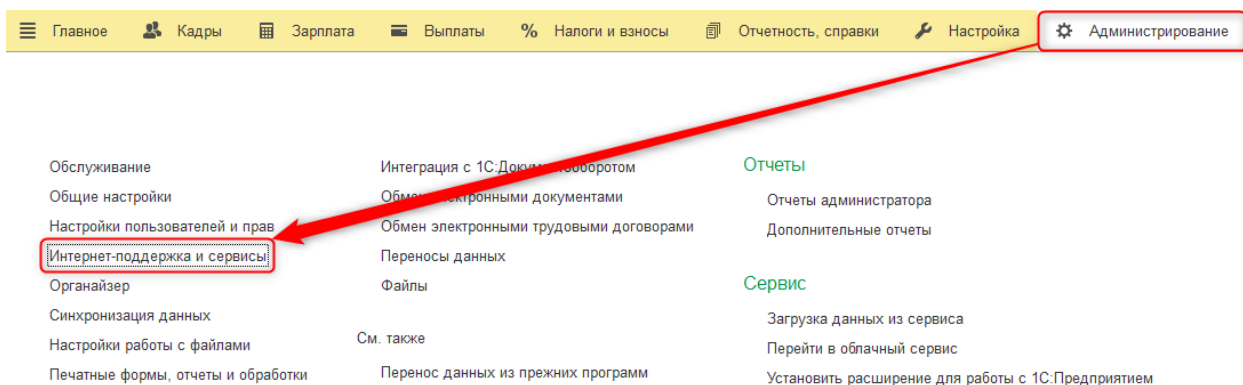 Главное Кадры Зарплата Выплаты % Налоги и взносы Отчетность, справки Настройка Администрирование
Обслуживание
Общие настройки
Настройки пользователей и прав
Интернет-поддержка и сервисы
Органайзер
Синхронизация данных
Настройки работы с файлами
Печатные формы, отчеты и обработки
Интеграция с 1С:Документооборотом
Обмен электронными документами
Обмен электронными трудовыми договорами
Переносы данных
Файлы
См. также
Перенос данных из прежних программ
Отчеты
Отчеты администратора
Дополнительные отчеты
Сервис
Загрузка данных из сервиса
Перейти в облачный сервис
Установить расширение для работы с 1С:Предприятием